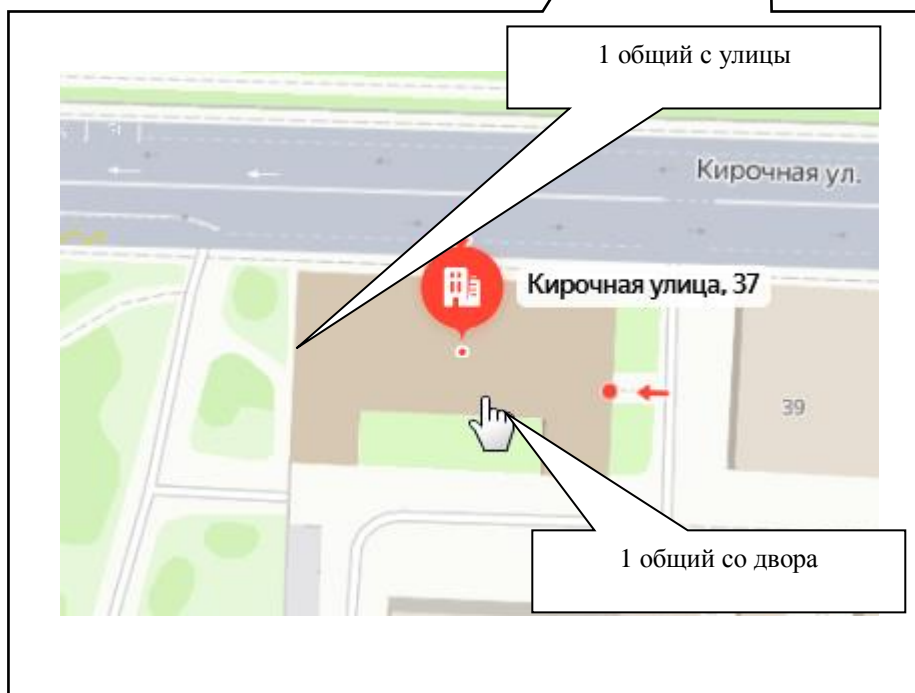 1 общий с улицы
Кирочная ул.
Кирочная улица, 37
39
1 общий со двора